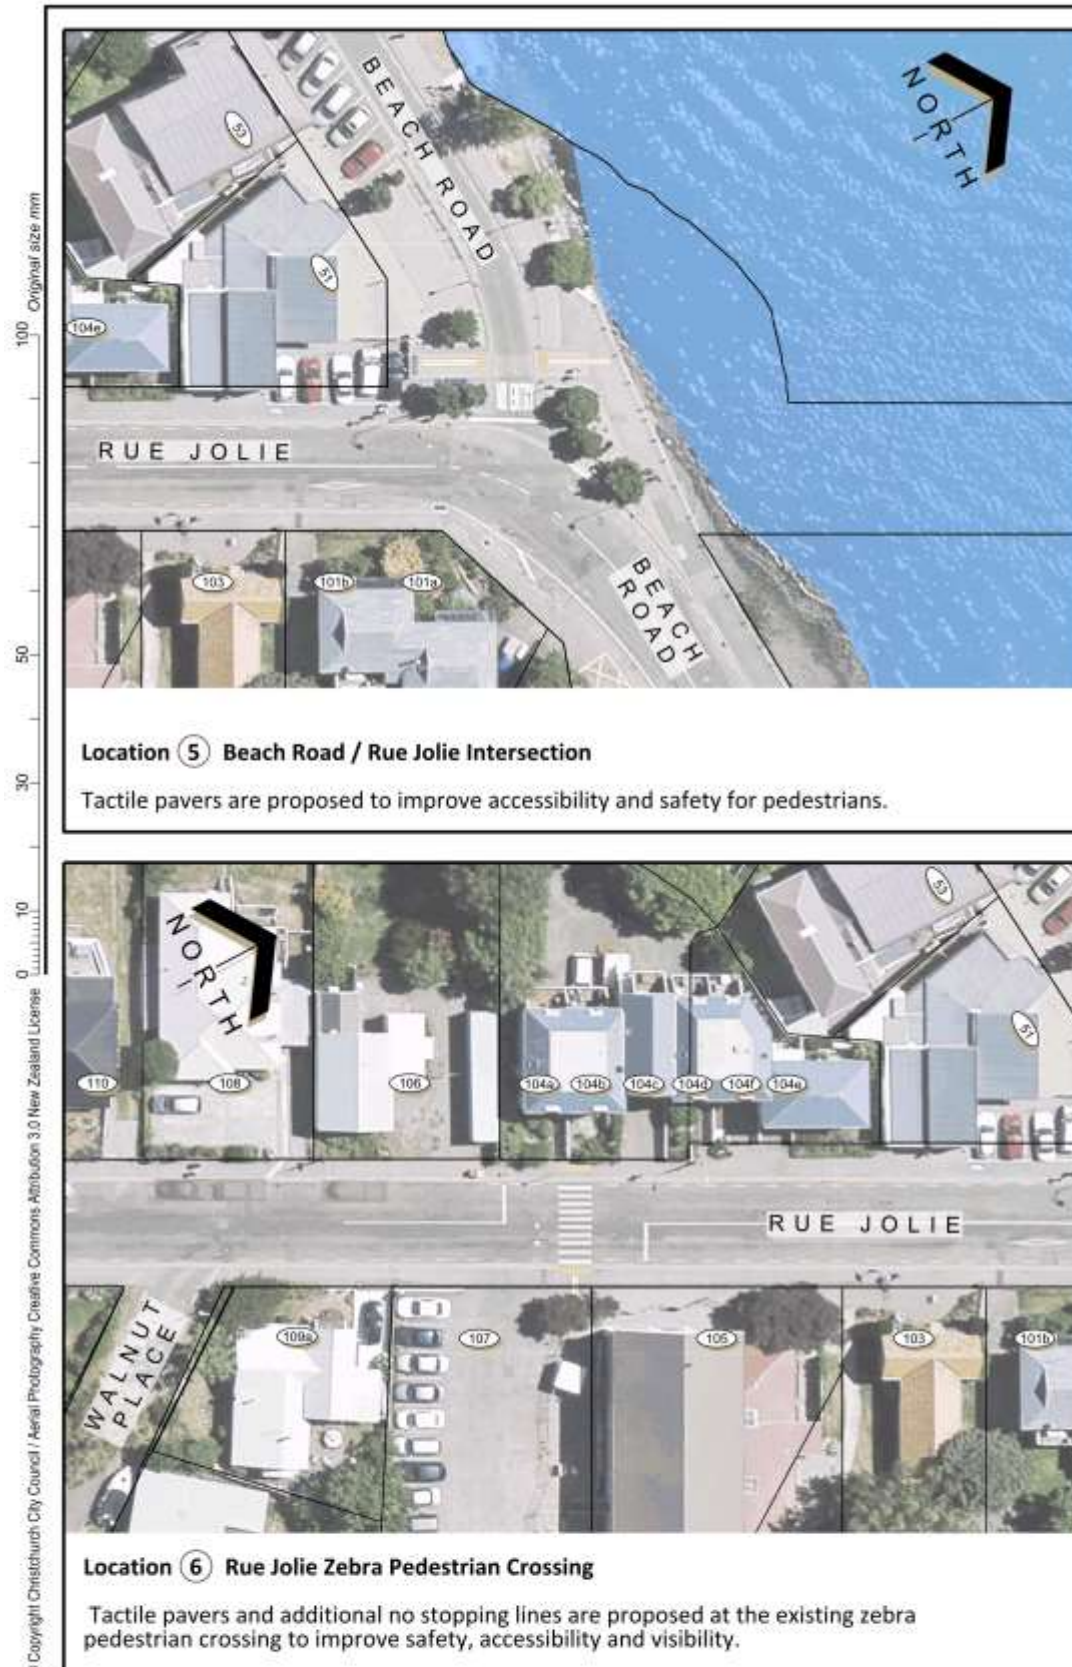 BEACH ROAD
NORTH
53
51
104e
RUE JOLIE
103
101b
101a
BEACH
ROAD
Location 5 Beach Road / Rue Jolie Intersection
Tactile pavers are proposed to improve accessibility and safety for pedestrians.
NORTH
53
51
110
108
106
104a
104b
104c
104d
104f
104e
RUE JOLIE
WALNUT
PLACE
109a
107
105
103
101b
Location 6 Rue Jolie Zebra Pedestrian Crossing
Tactile pavers and additional no stopping lines are proposed at the existing zebra
pedestrian crossing to improve safety, accessibility and visibility.
Copyright Christchurch City Council / Aerial Photography Creative Commons Attribution 3.0 New Zealand License
0 10 30 50 100 Original size mm